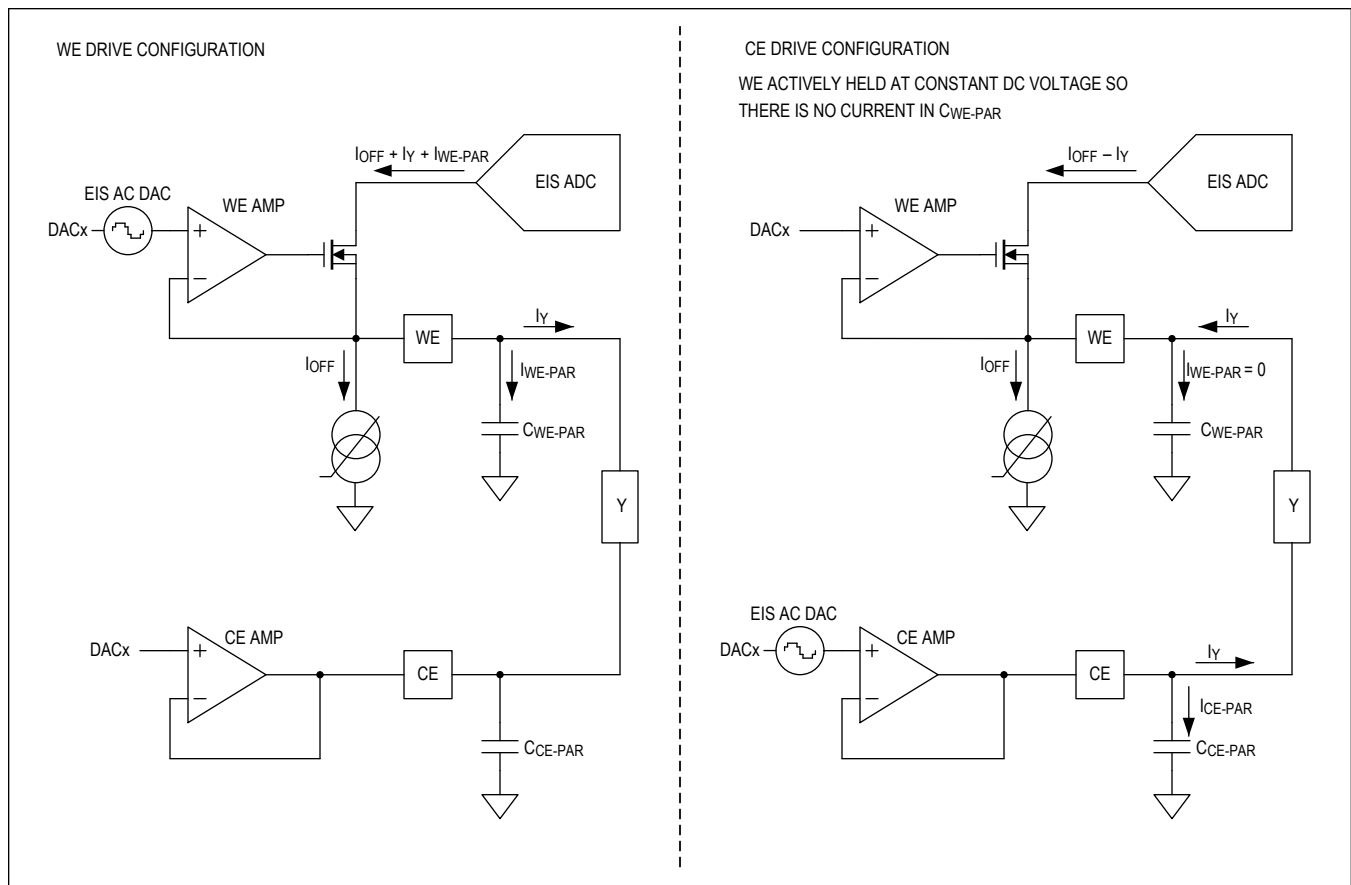 WE DRIVE CONFIGURATION
IOFF + IY + IWE-PAR
EIS ADC
EIS AC DAC
WE AMP
DACx
+
−
WE
IY
IOFF
IWE-PAR
CWE-PAR
Y
CE AMP
DACx
+
−
CE
CCE-PAR
CE DRIVE CONFIGURATION
WE ACTIVELY HELD AT CONSTANT DC VOLTAGE SO
THERE IS NO CURRENT IN CWE-PAR
IOFF − IY
EIS ADC
WE AMP
DACx
+
−
WE
IY
IOFF
IWE-PAR = 0
CWE-PAR
Y
EIS AC DAC
CE AMP
DACx
+
−
CE
IY
ICE-PAR
CCE-PAR